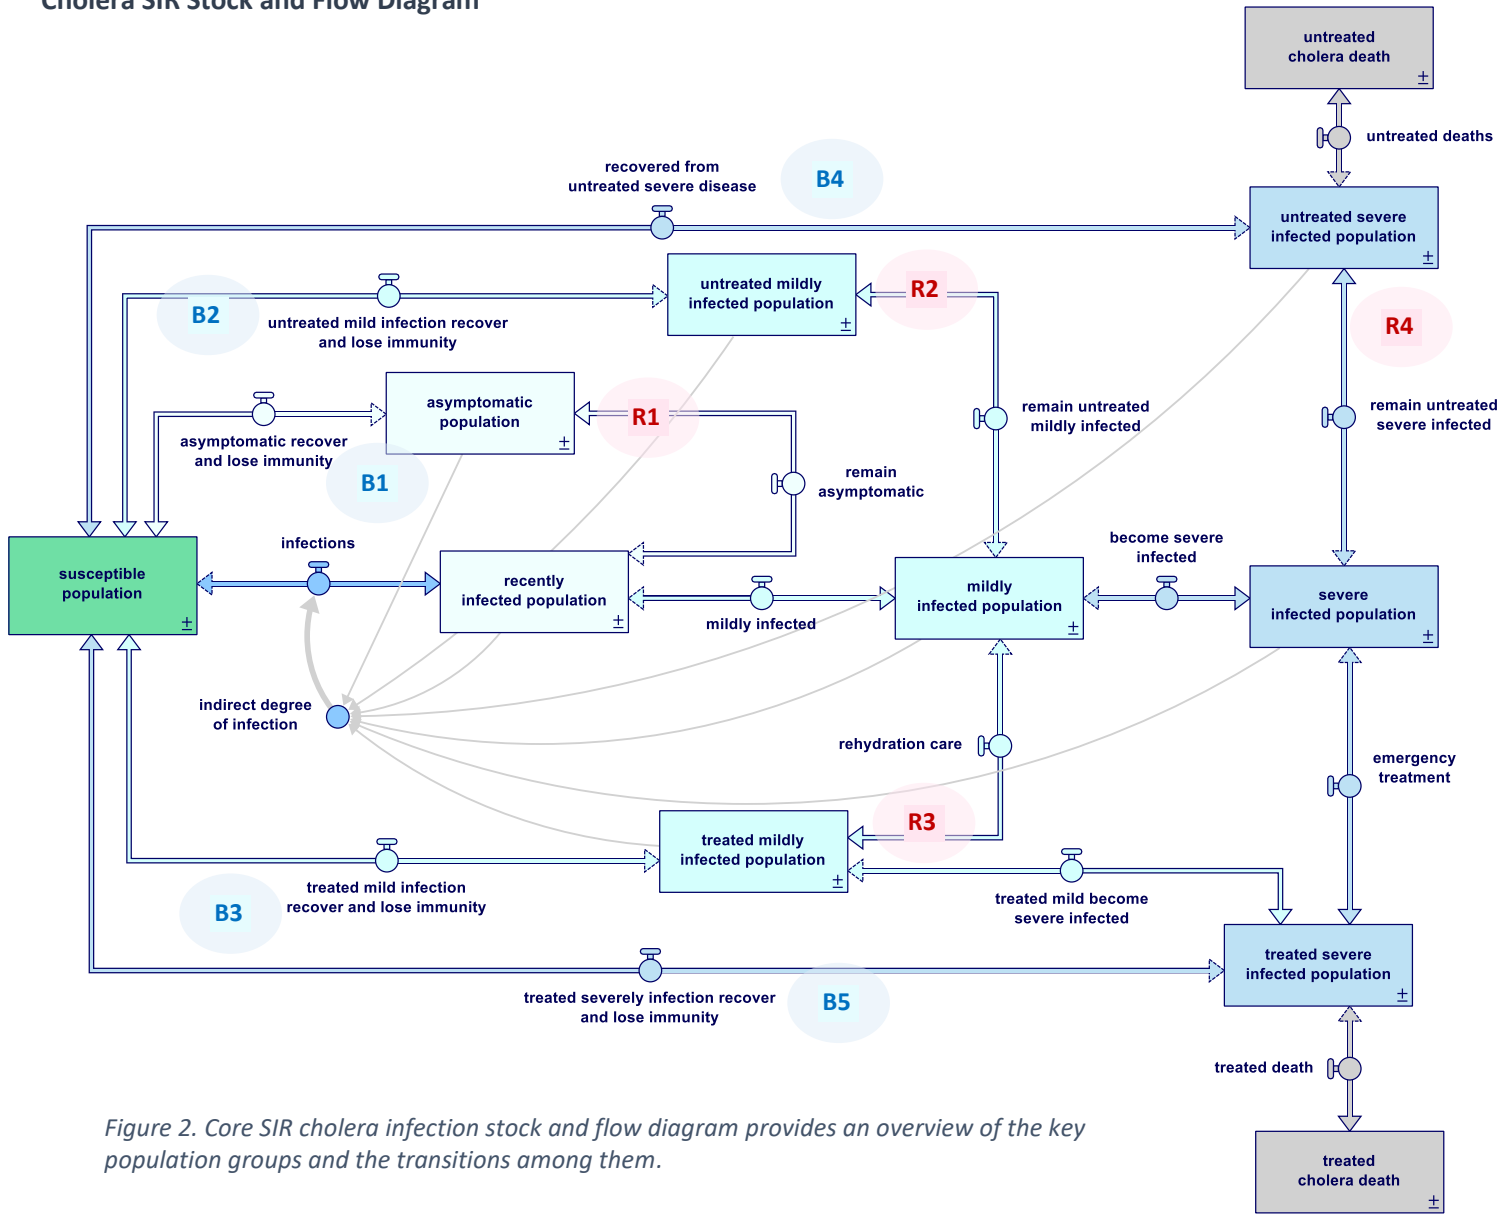 Cholera SIR Stock and Flow Diagram
untreated
cholera death
±
untreated deaths
recovered from
untreated severe disease
B4
untreated severe
infected population
±
untreated mildly
infected population
±
R2
B2
untreated mild infection recover
and lose immunity
R4
asymptomatic
population
±
R1
remain untreated
mildly infected
remain untreated
severe infected
asymptomatic recover
and lose immunity
B1
remain
asymptomatic
infections
become severe
infected
susceptible
population
±
recently
infected population
±
mildly infected
mildly
infected population
±
severe
infected population
±
indirect degree
of infection
rehydration care
emergency
treatment
R3
treated mildly
infected population
±
treated mild infection
recover and lose immunity
B3
treated mild become
severe infected
treated severe
infected population
±
treated severely infection recover
and lose immunity
B5
treated death
Figure 2. Core SIR cholera infection stock and flow diagram provides an overview of the key
population groups and the transitions among them.
treated
cholera death
±